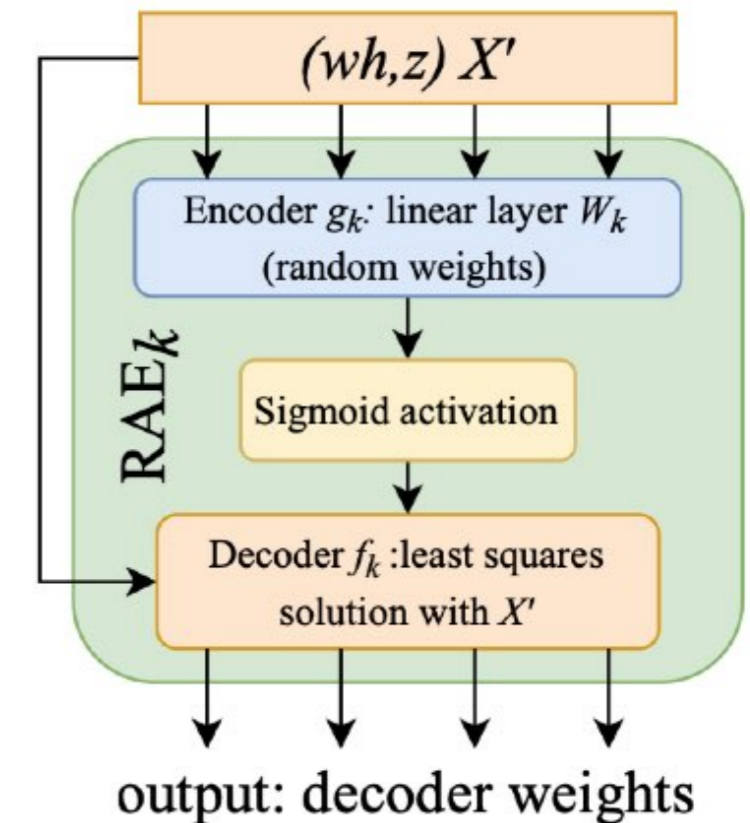 (wh,z) X'
Encoder gₖ: linear layer Wₖ
(random weights)
RAEₖ
Sigmoid activation
Decoder fₖ :least squares
solution with X'
output: decoder weights